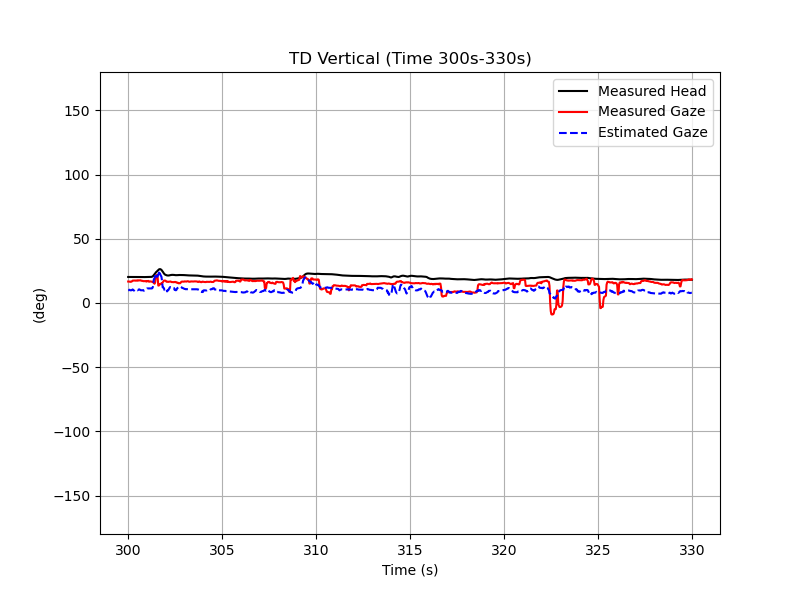 TD Vertical (Time 300s-330s)
Measured Head
Measured Gaze
Estimated Gaze
150
100
50
0
−50
−100
−150
(deg)
300 305 310 315 320 325 330
Time (s)